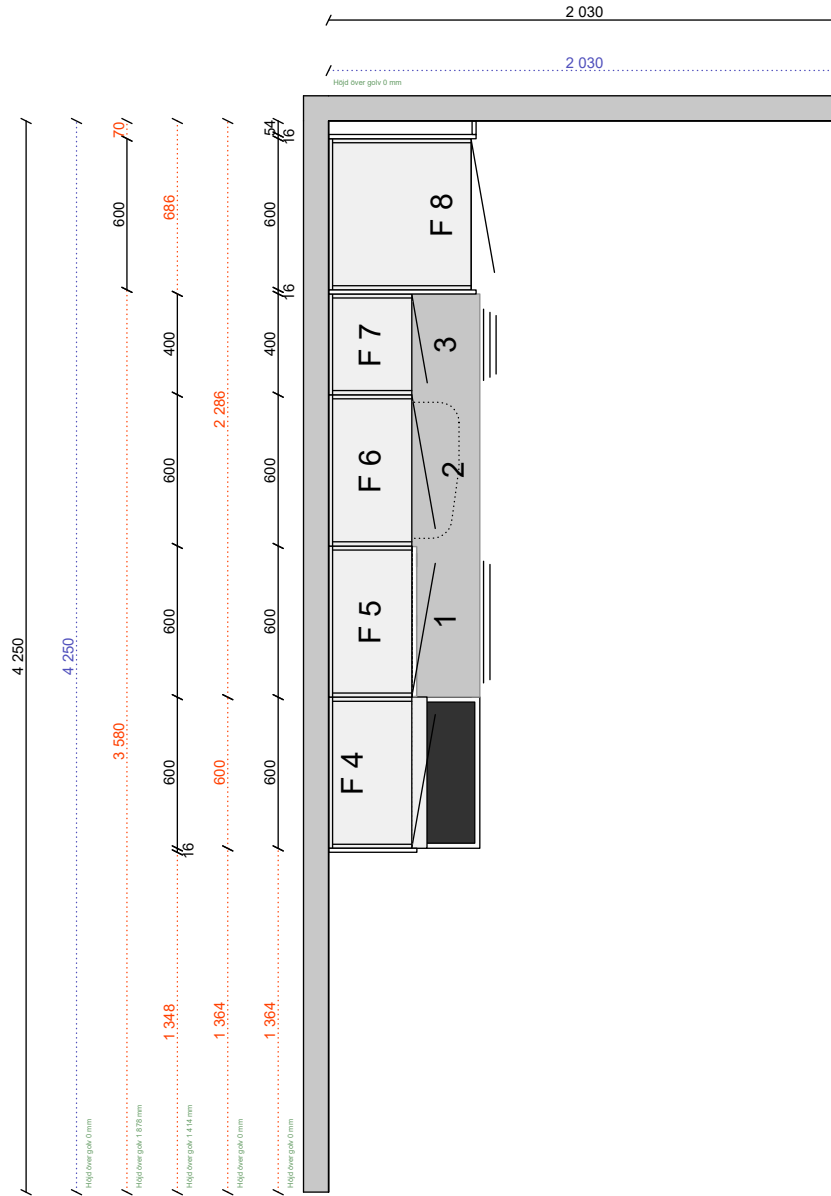 2 030
2 030
Höjd över golv 0 mm
4 250
4 250
Höjd över golv 0 mm
70
600
3 580
Höjd över golv 1 878 mm
686
400
600
600
600
16
1 348
Höjd över golv 1 414 mm
2 286
600
1 364
Höjd över golv 0 mm
54
16
600
16
400
600
600
600
1 364
Höjd över golv 0 mm
F 8
F 7
3
F 6
2
F 5
1
F 4